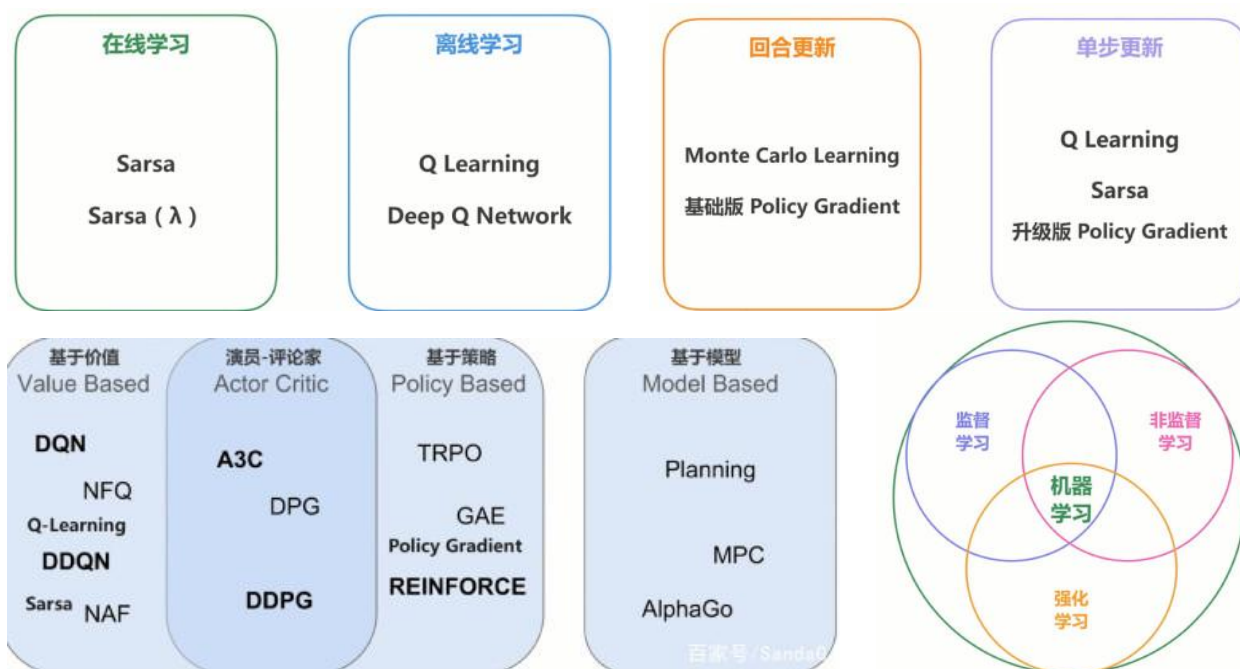 在线学习
Sarsa
Sarsa ( λ )
离线学习
Q Learning
Deep Q Network
回合更新
Monte Carlo Learning
基础版 Policy Gradient
单步更新
Q Learning
Sarsa
升级版 Policy Gradient
基于价值
Value Based
DQN
NFQ
Q-Learning
DDQN
Sarsa
NAF
演员-评论家
Actor Critic
A3C
DPG
DDPG
基于策略
Policy Based
TRPO
GAE
Policy Gradient
REINFORCE
基于模型
Model Based
Planning
MPC
AlphaGo
监督
学习
非监督
学习
机器
学习
强化
学习